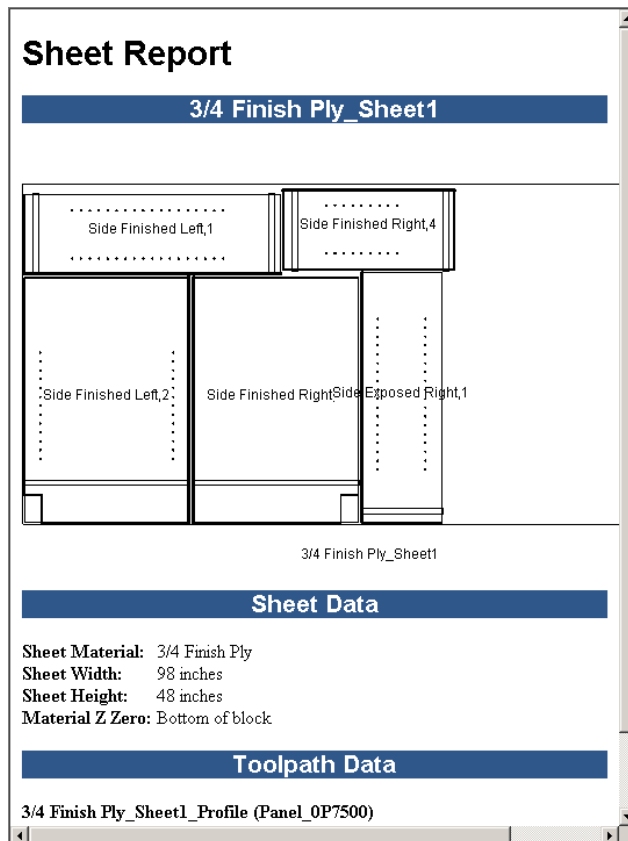 Sheet Report
3/4 Finish Ply_Sheet1
Side Finished Left,1
Side Finished Right,4
Side Finished Left,2
Side Finished Right
Side Exposed Right,1
3/4 Finish Ply_Sheet1
Sheet Data
Sheet Material: 3/4 Finish Ply
Sheet Width: 98 inches
Sheet Height: 48 inches
Material Z Zero: Bottom of block
Toolpath Data
3/4 Finish Ply_Sheet1_Profile (Panel_0P7500)